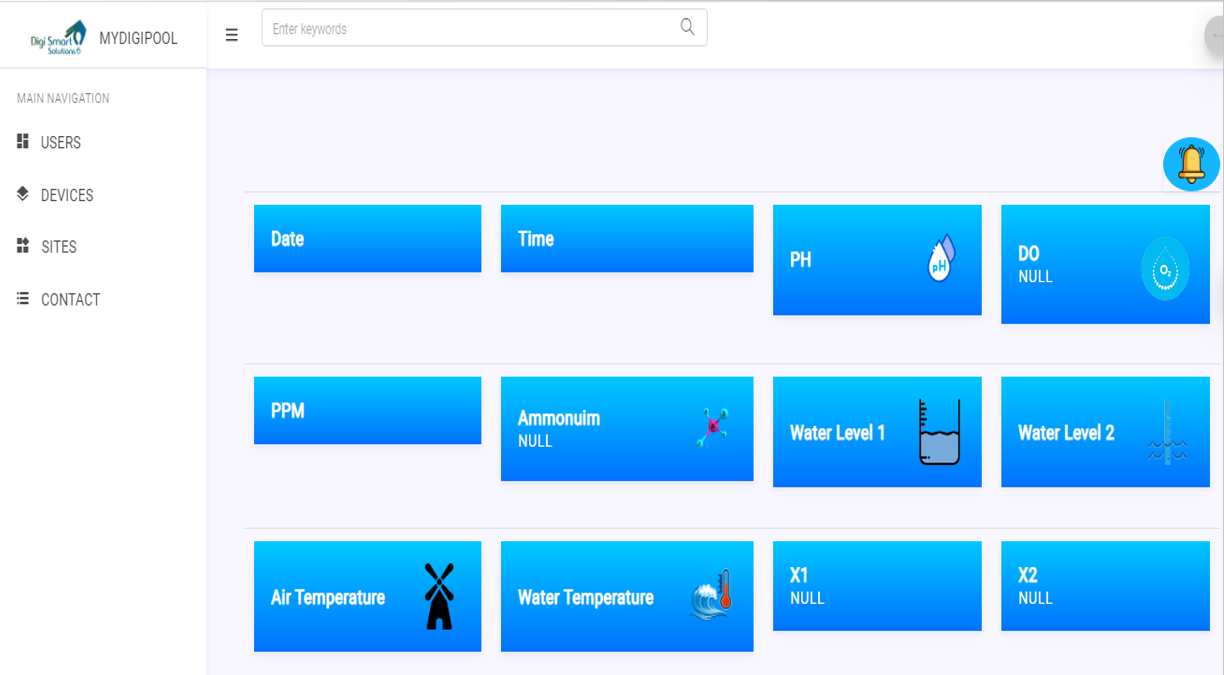 Digi Smart
Solutions
MYDIGIPOOL
Enter keywords
MAIN NAVIGATION
USERS
DEVICES
SITES
CONTACT
Date
Time
PH
pH
DO
NULL
O₂
PPM
Ammonuim
NULL
Water Level 1
Water Level 2
Air Temperature
Water Temperature
X1
NULL
X2
NULL